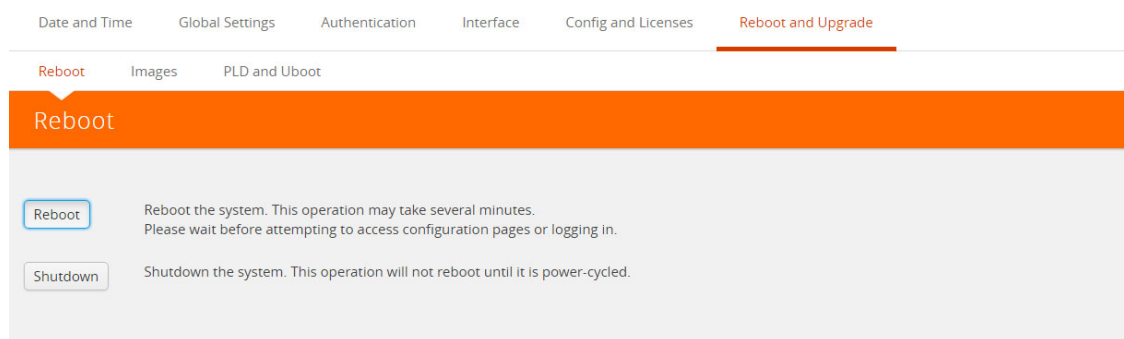 Date and Time Global Settings Authentication Interface Config and Licenses Reboot and Upgrade
Reboot Images PLD and Uboot
Reboot
Reboot Reboot the system. This operation may take several minutes.
Please wait before attempting to access configuration pages or logging in.
Shutdown Shutdown the system. This operation will not reboot until it is power-cycled.